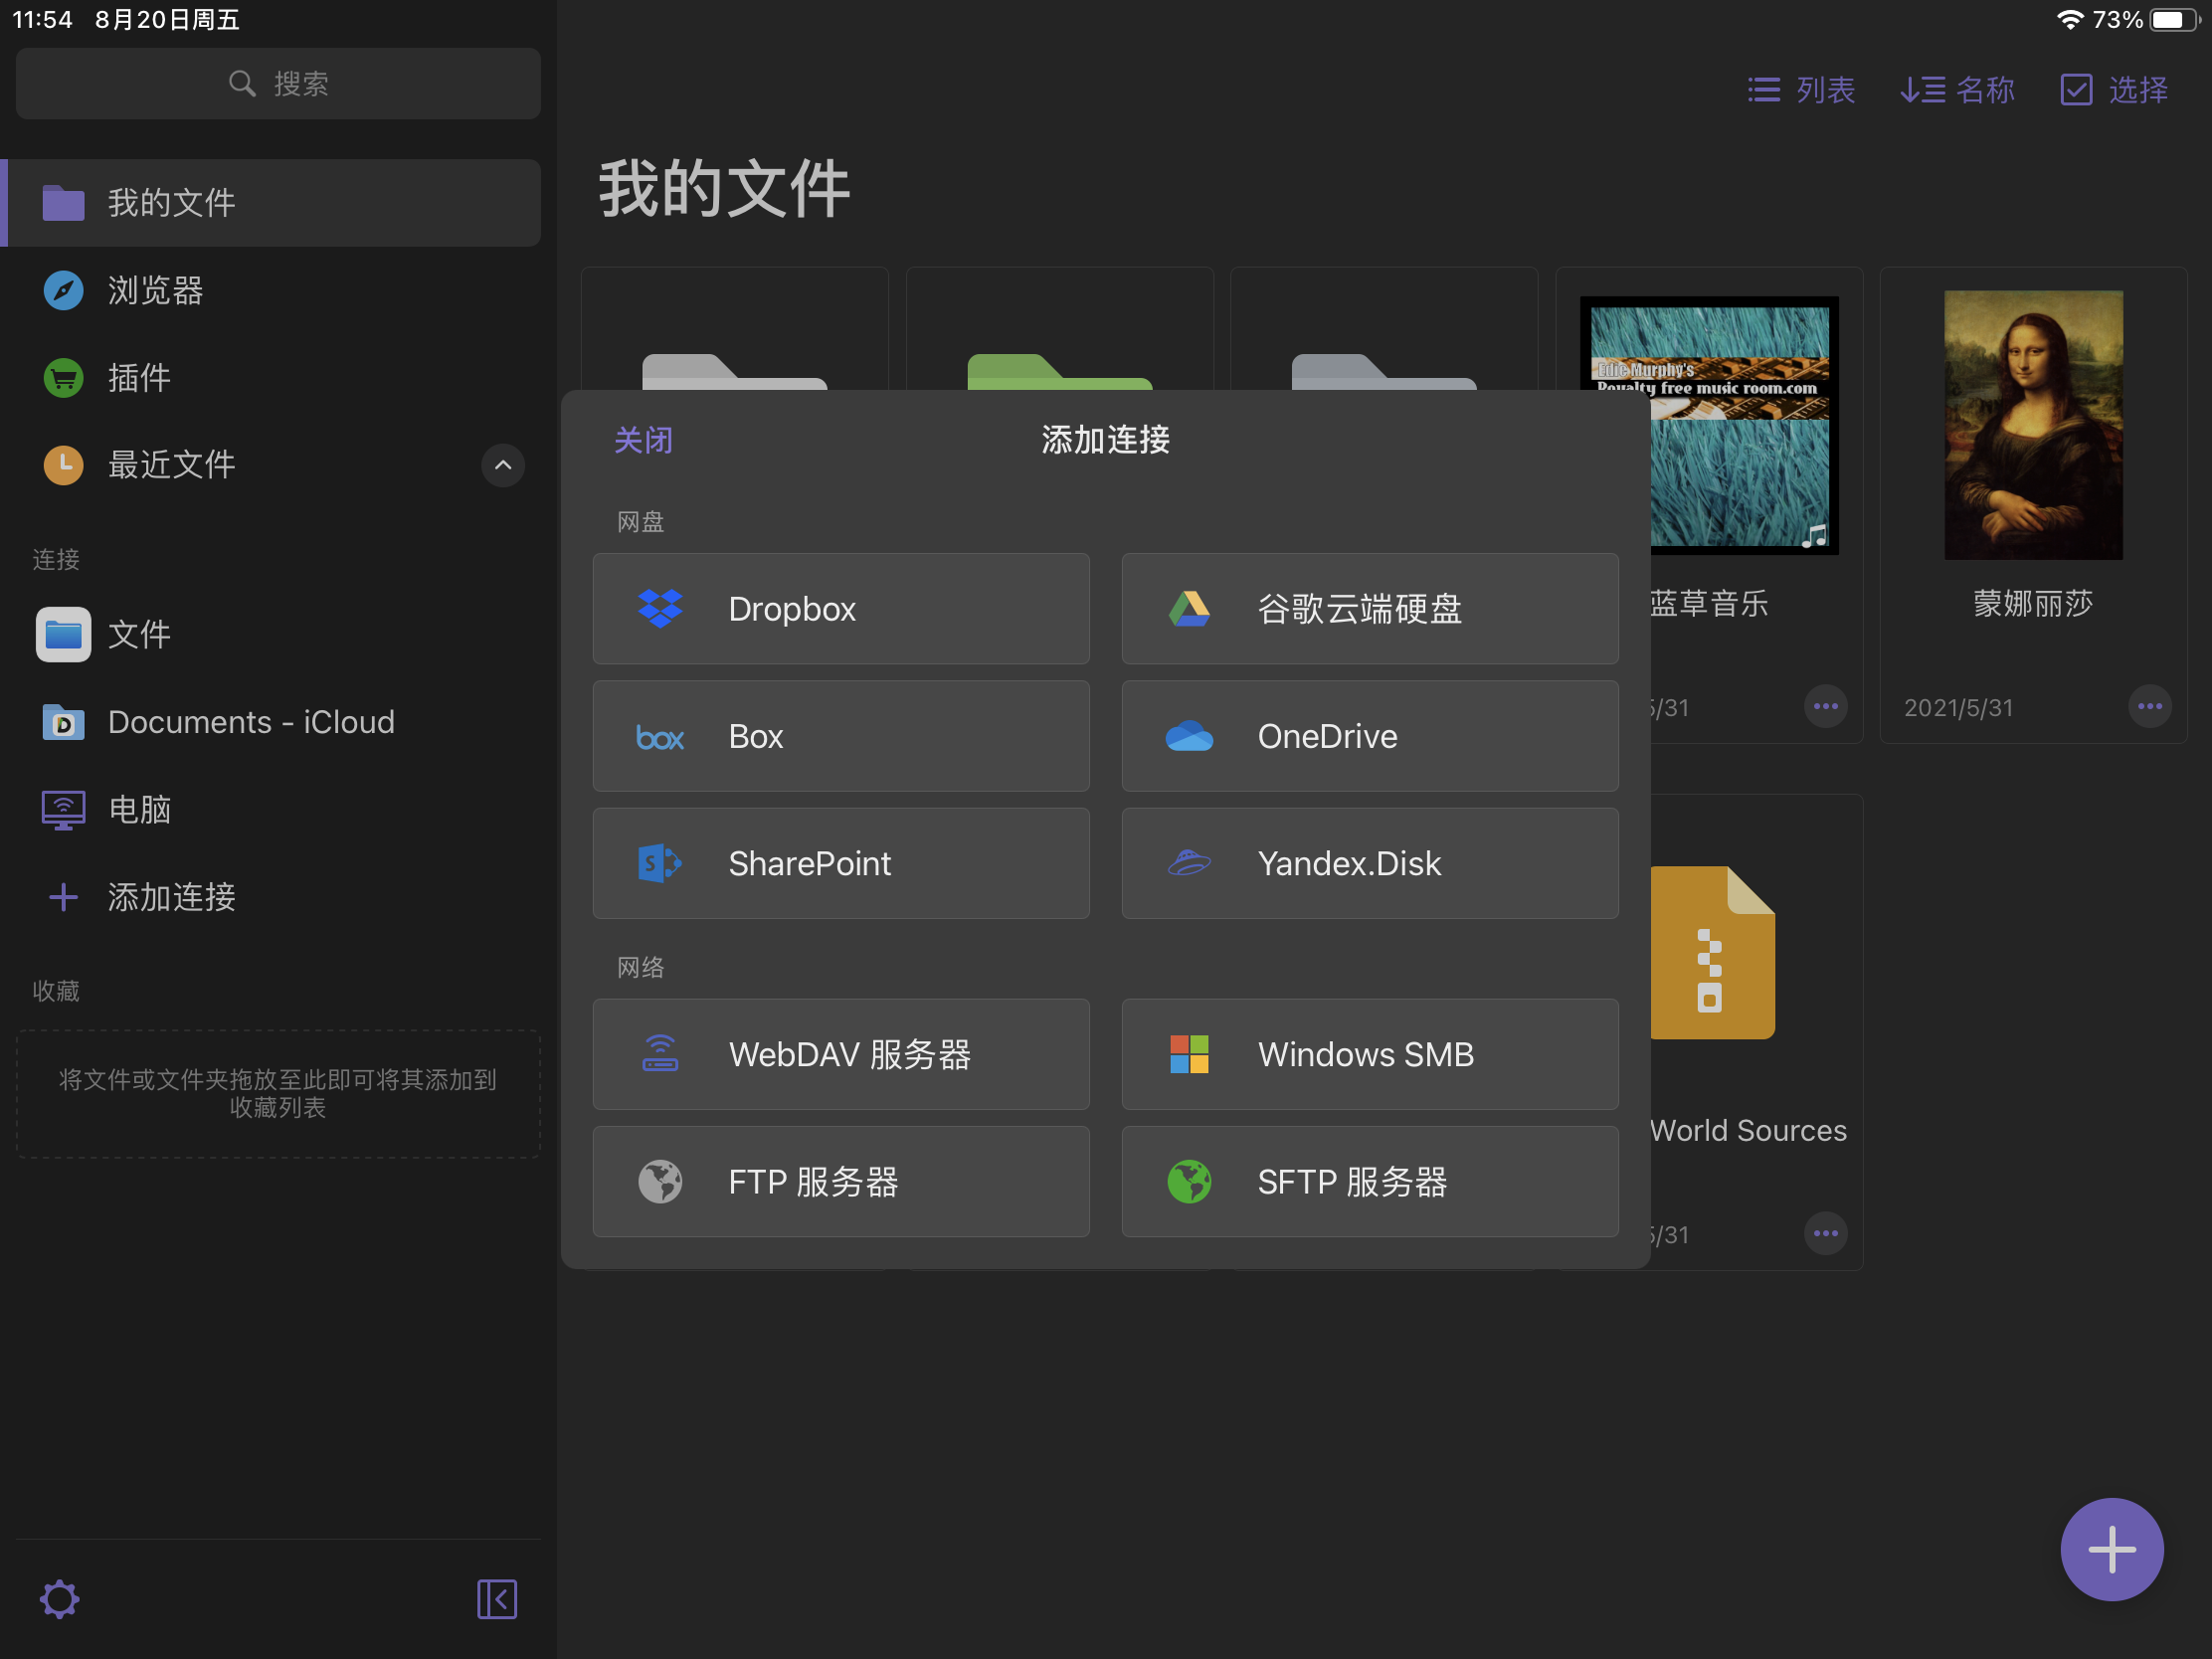 11:54 8月20日周五
73%
搜索
我的文件
浏览器
插件
最近文件
连接
文件
Documents - iCloud
电脑
添加连接
收藏
将文件或文件夹拖放至此即可将其添加到
收藏列表
列表 名称 选择
我的文件
Edie Murphy's
Royalty free music room.com
蓝草音乐
蒙娜丽莎
5/31
2021/5/31
World Sources
5/31
关闭 添加连接
网盘
Dropbox 谷歌云端硬盘
box Box OneDrive
S SharePoint Yandex.Disk
网络
WebDAV 服务器 Windows SMB
FTP 服务器 SFTP 服务器